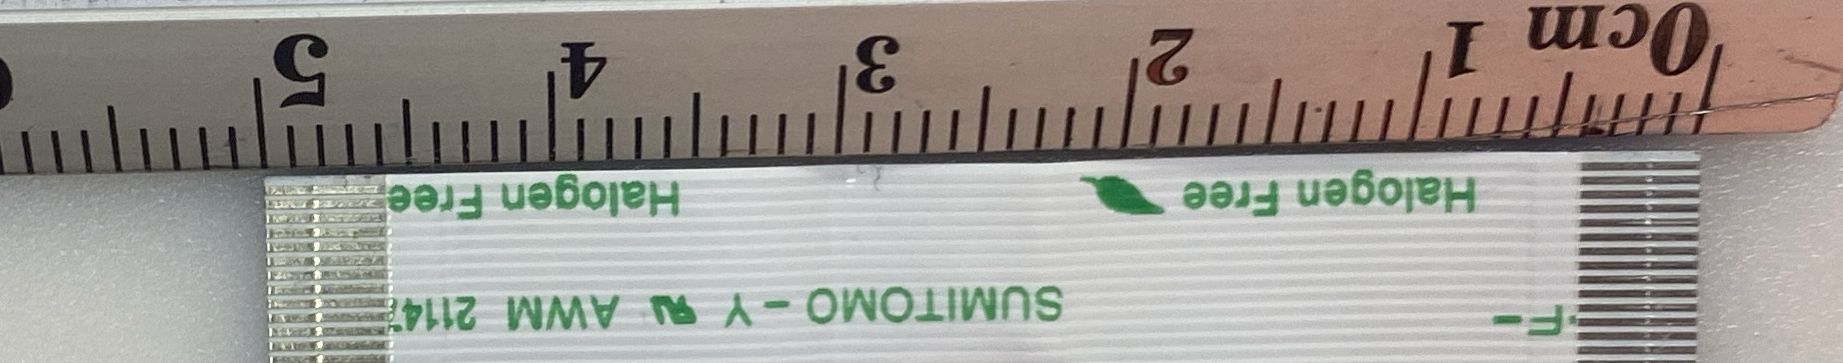 F- SUMITOMO-Y AWM 2114
Halogen Free Halogen Free
0cm 1 2 3 4 5